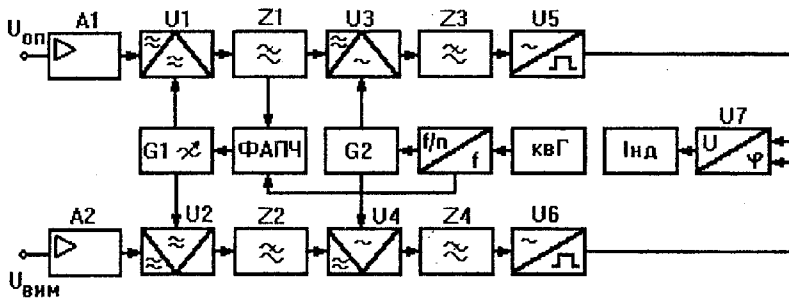 A1 U1 Z1 U3 Z3 U5
Uоп
G1 ФАПЧ G2 f/n f квГ Інд U φ U7
A2 U2 Z2 U4 Z4 U6
Uвим